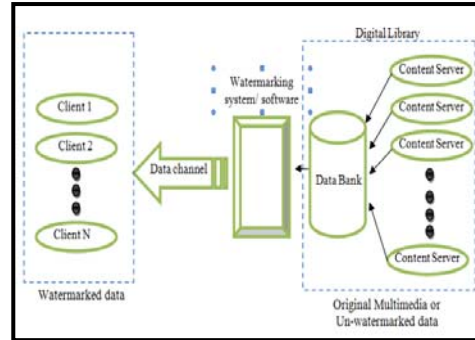 Digital Library
Watermarking
system/ software
Content Server
Content Server
Content Server
Content Server
Client 1
Client 2
Client N
Data channel
Data Bank
Watermarked data
Original Multimedia or
Un-watermarked data